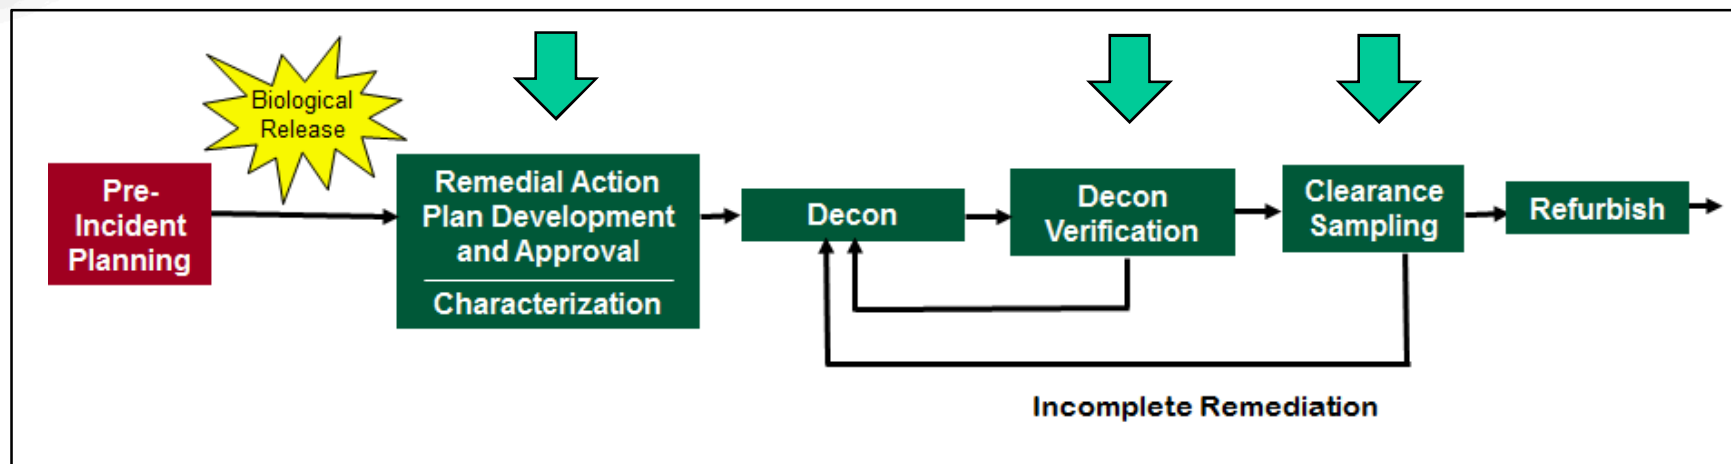 Biological
Release
Pre-
Incident
Planning
Remedial Action
Plan Development
and Approval
Characterization
Decon
Decon
Verification
Clearance
Sampling
Refurbish
Incomplete Remediation